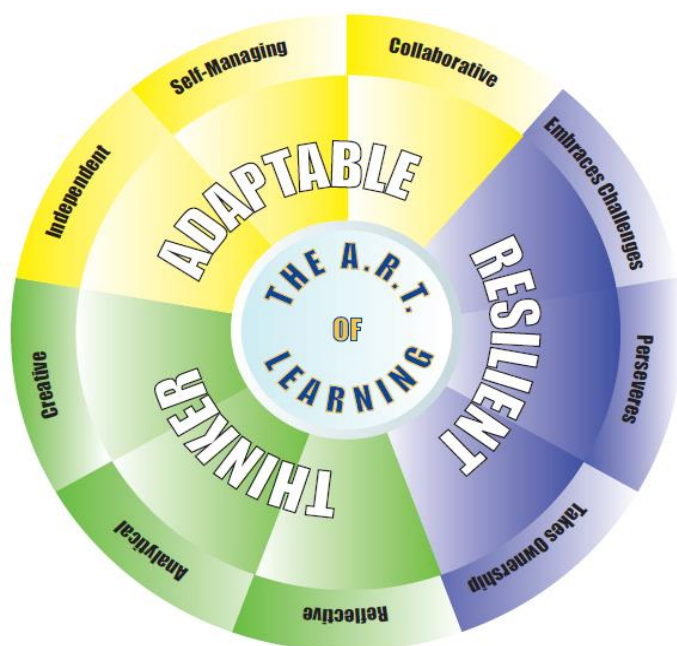 THE A.R.T.
OF
LEARNING
ADAPTABLE
Independent
Self-Managing
Collaborative
RESILIENT
Embraces Challenges
Perseveres
Takes Ownership
THINKER
Reflective
Analytical
Creative